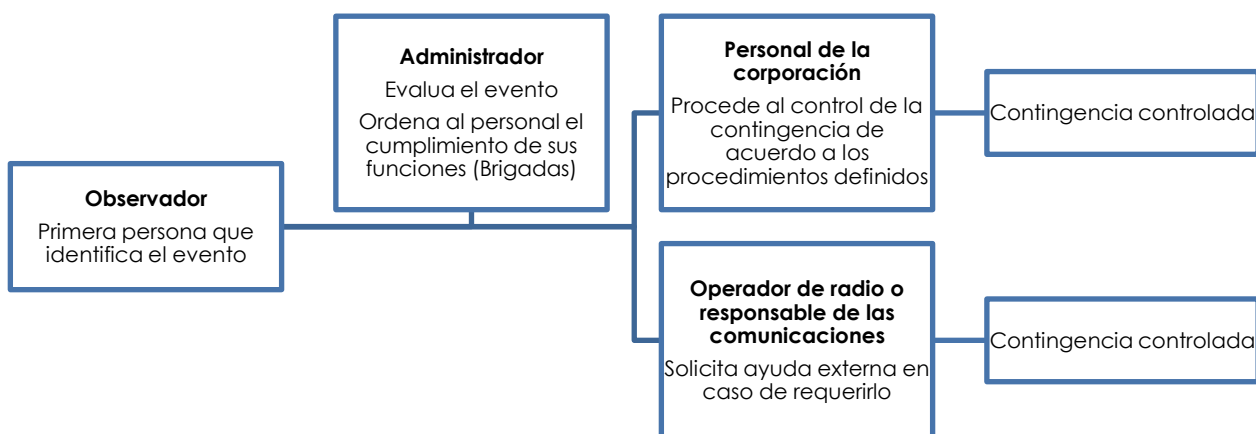 Observador
Primera persona que
identifica el evento
Administrador
Evalua el evento
Ordena al personal el
cumplimiento de sus
funciones (Brigadas)
Personal de la
corporación
Procede al control de la
contingencia de
acuerdo a los
procedimientos definidos
Contingencia controlada
Operador de radio o
responsable de las
comunicaciones
Solicita ayuda externa en
caso de requerirlo
Contingencia controlada